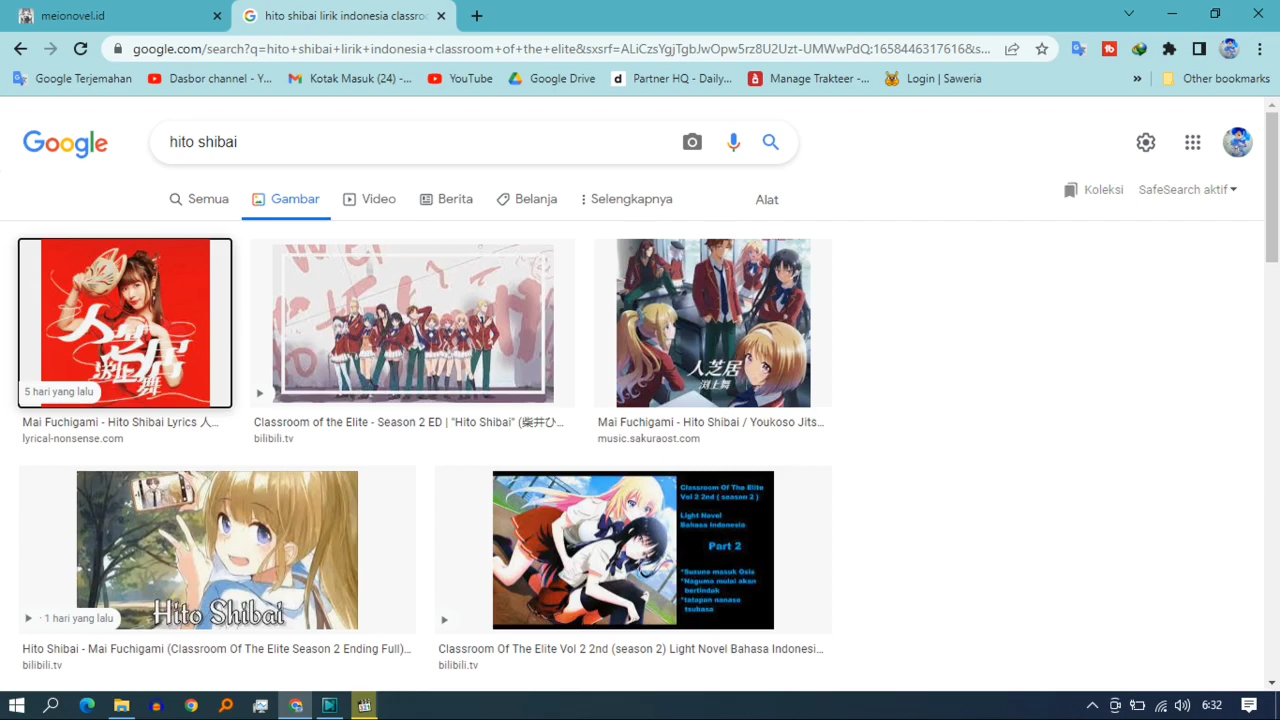 meionovel.id
hito shibai lirik indonesia classroo
google.com/search?q=hito+shibai+lirik+indonesia+classroom+of+the+elite&sxsrf=ALiCzsYgjTgbJwOpw5rz8U2Uzt-UMWwPdQ:1658446317616&s...
Google Terjemahan
Dasbor channel - Y...
Kotak Masuk (24) -...
YouTube
Google Drive
Partner HQ - Daily...
Manage Trakteer -...
Login | Saweria
»
Other bookmarks
Google
hito shibai
Semua
Gambar
Video
Berita
Belanja
Selengkapnya
Alat
Koleksi
SafeSearch aktif
人芝居
渕上舞
5 hari yang lalu
Mai Fuchigami - Hito Shibai Lyrics 人...
lyrical-nonsense.com
Classroom of the Elite - Season 2 ED | "Hito Shibai" (柴井ひ...
bilibili.tv
人芝居
渕上舞
Mai Fuchigami - Hito Shibai / Youkoso Jits...
music.sakuraost.com
Hito Shibai
· 1 hari yang lalu
Hito Shibai - Mai Fuchigami (Classroom Of The Elite Season 2 Ending Full)...
bilibili.tv
Classroom Of The Elite
Vol 2 2nd ( season 2 )
Light Novel
Bahasa Indonesia
Part 2
*Suzune masuk Osis
*Nagumo mulai akan
bertindak
*tatapan nanase
tsubasa
Classroom Of The Elite Vol 2 2nd (season 2) Light Novel Bahasa Indonesi...
bilibili.tv
6:32